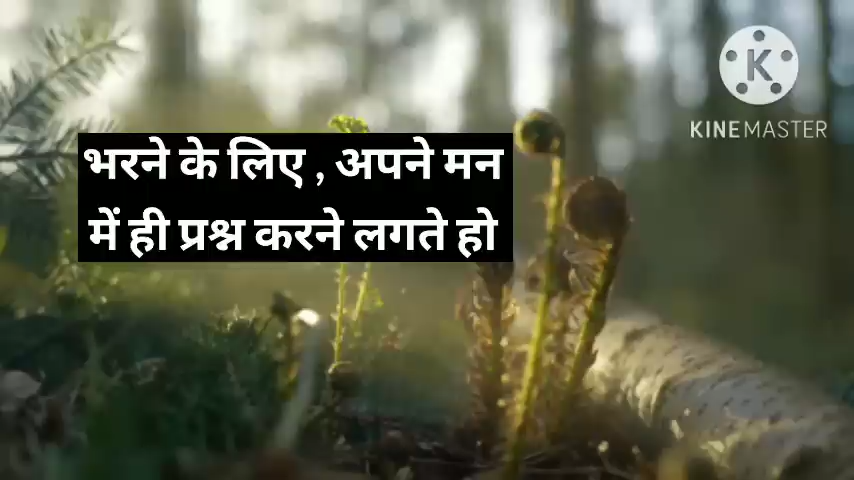 KINEMASTER
भरने के लिए , अपने मन
में ही प्रश्न करने लगते हो